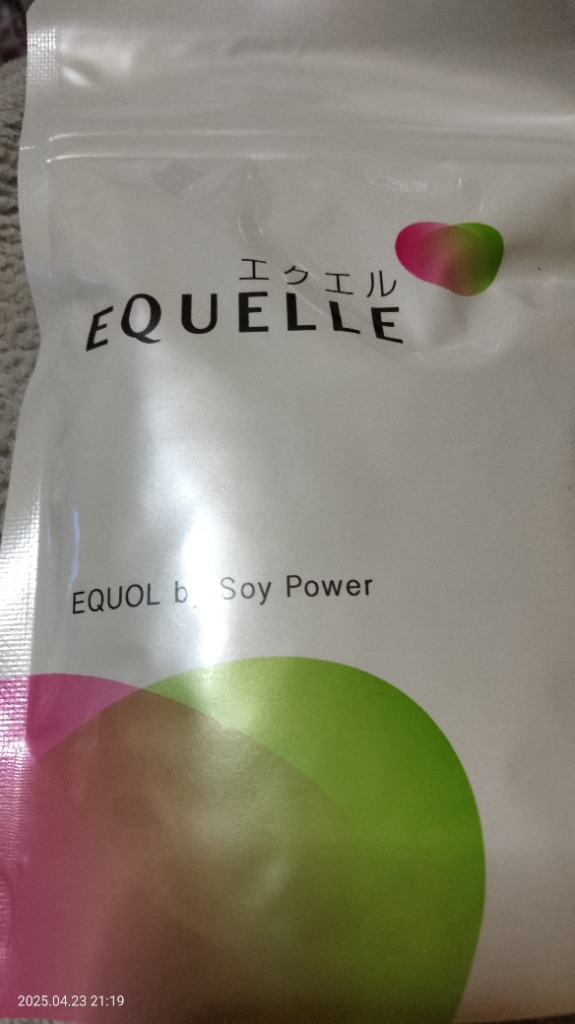 エクエル
EQUELLE
EQUOL by Soy Power
2025.04.23 21:19